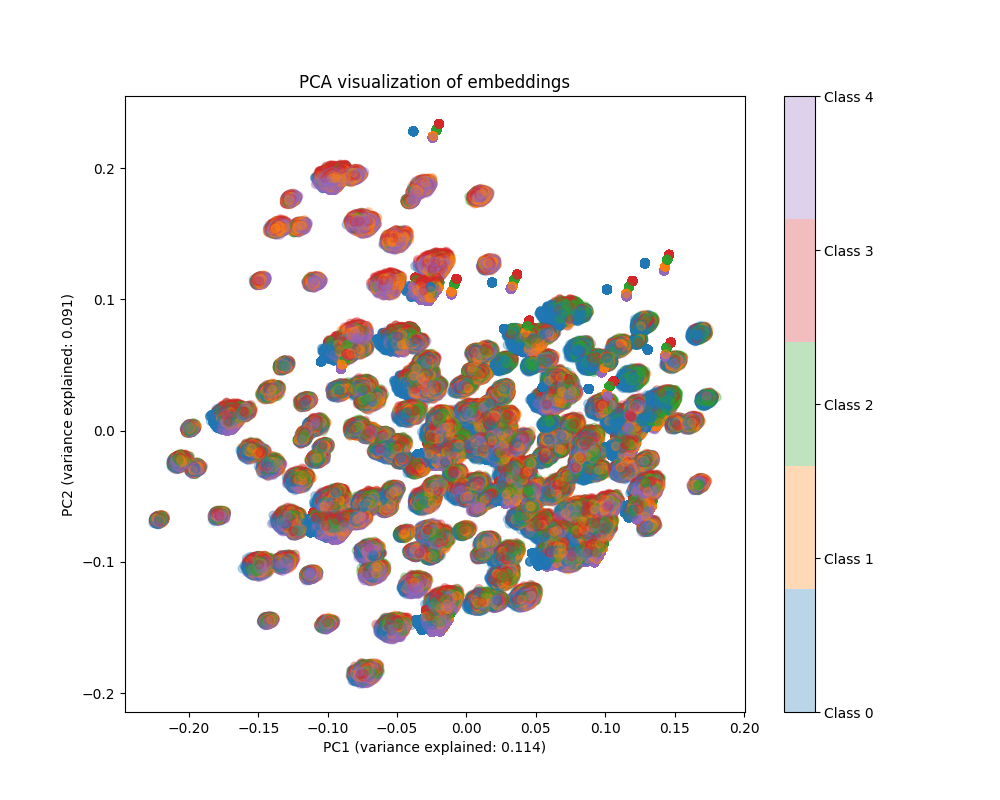 PCA visualization of embeddings
PC2 (variance explained: 0.091)
0.2
0.1
0.0
−0.1
−0.2
−0.20
−0.15
−0.10
−0.05
0.00
0.05
0.10
0.15
0.20
PC1 (variance explained: 0.114)
Class 4
Class 3
Class 2
Class 1
Class 0